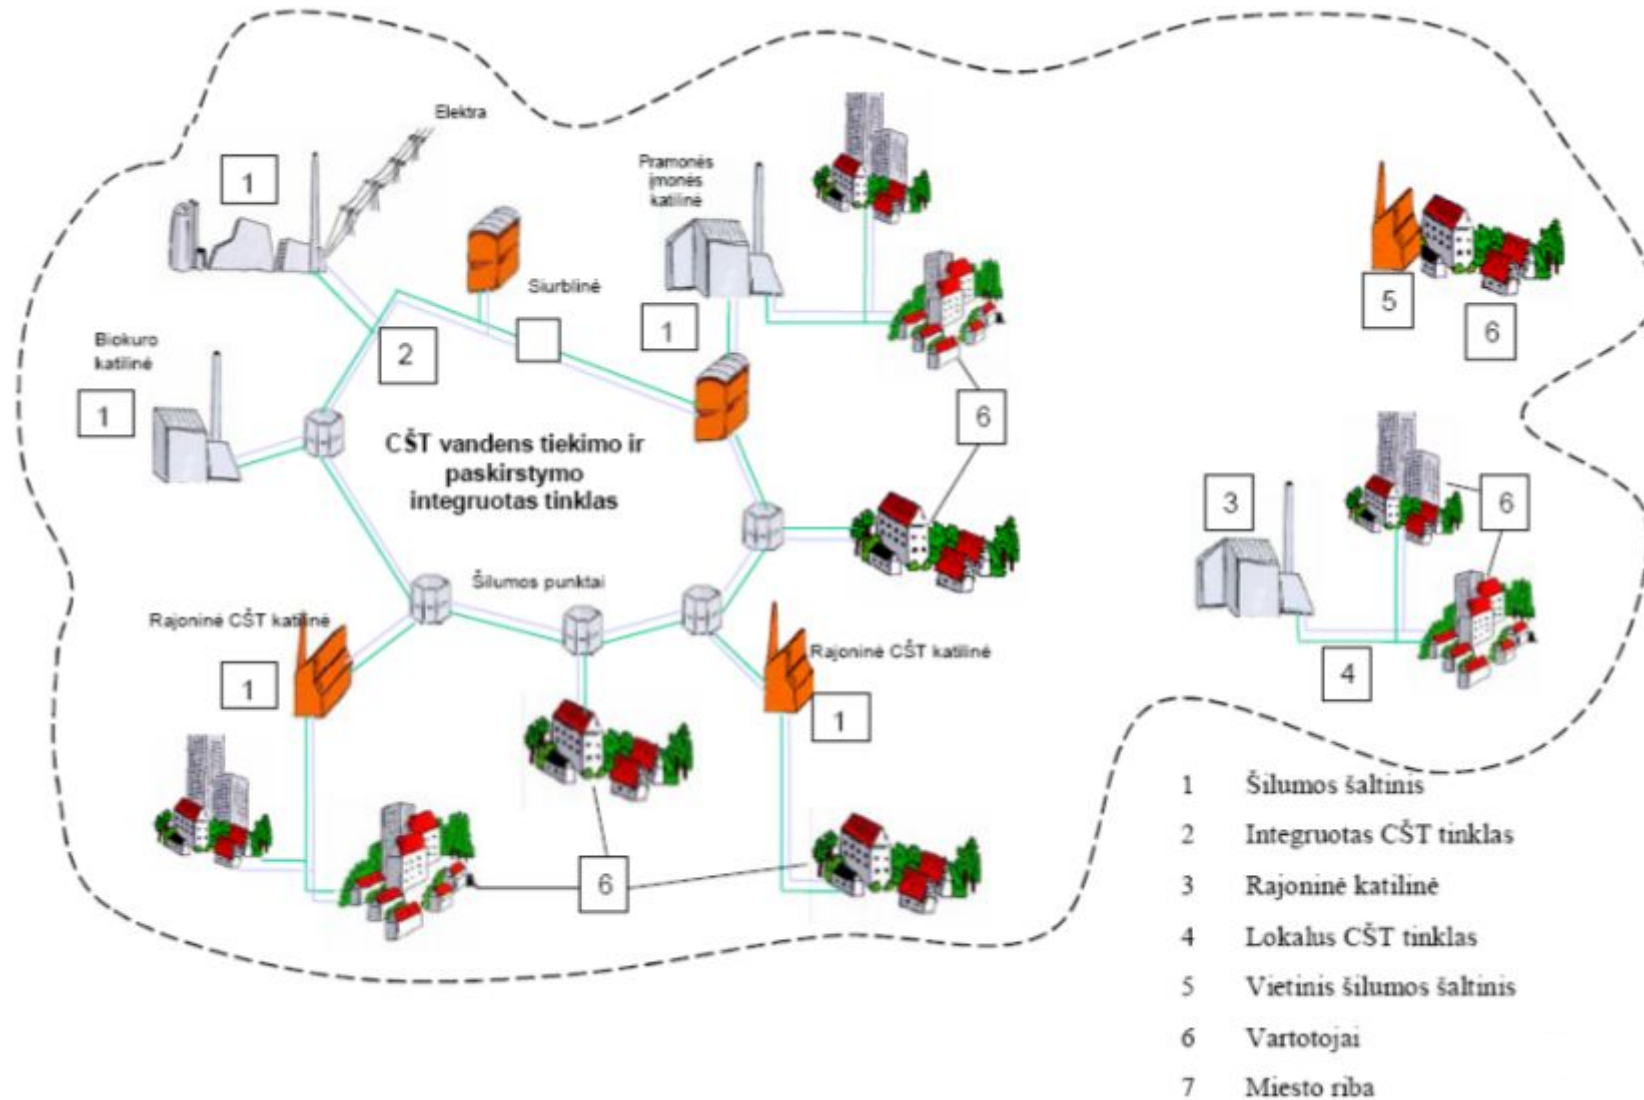 Elektra
1
Pramonės
įmonės
katilinė
Siurblinė
1
5
6
Biokuro
katilinė
2
1
6
CŠT vandens tiekimo ir
paskirstymo
integruotas tinklas
3
6
Šilumos punktai
Rajoninė CŠT katilinė
Rajoninė CŠT katilinė
1
1
4
6
1 Šilumos šaltinis
2 Integruotas CŠT tinklas
3 Rajoninė katilinė
4 Lokalus CŠT tinklas
5 Vietinis šilumos šaltinis
6 Vartotojai
7 Miesto riba